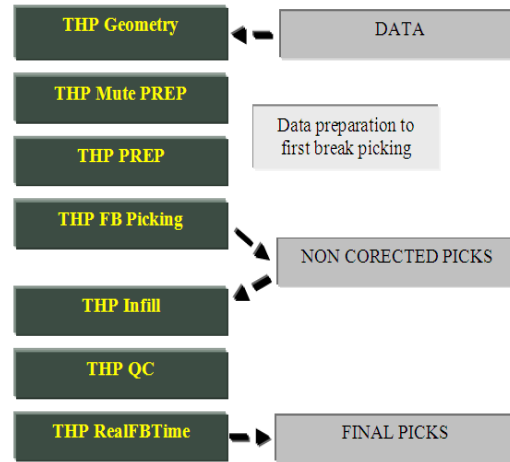 THP Geometry
DATA
THP Mute PREP
Data preparation to
first break picking
THP PREP
THP FB Picking
NON CORECTED PICKS
THP Infill
THP QC
THP RealFBTime
FINAL PICKS